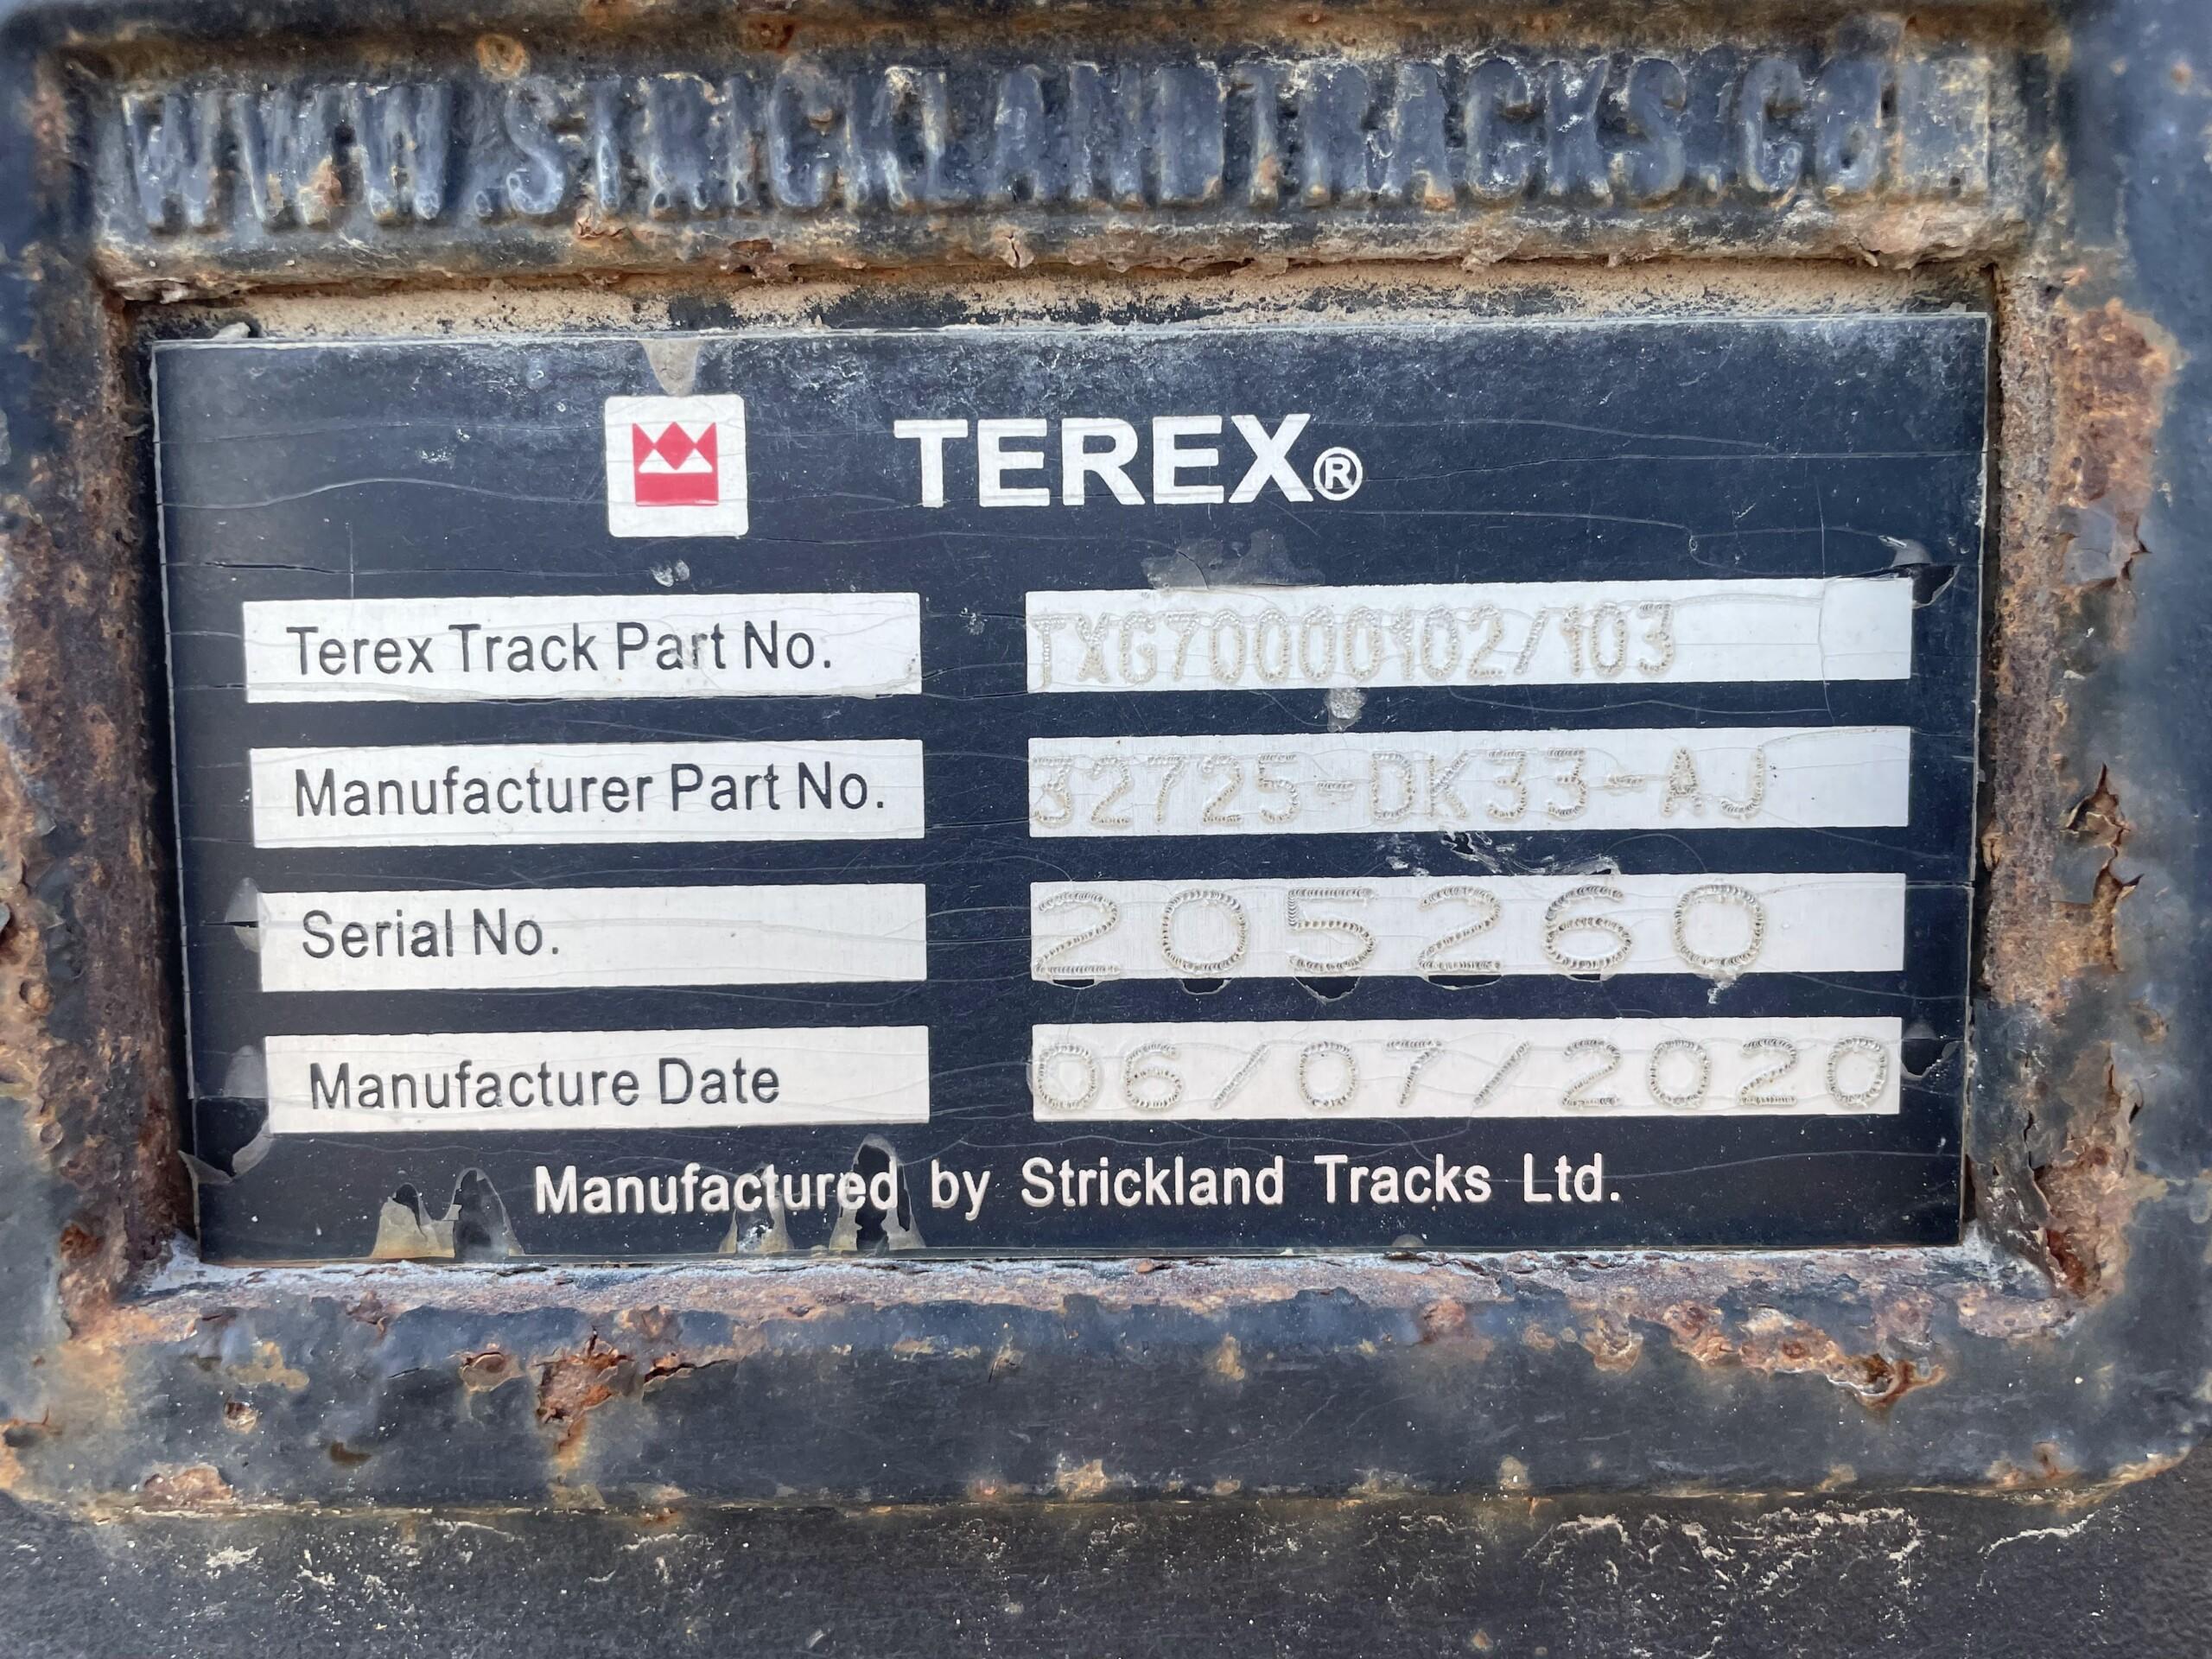 WWW.STRICKLANDTRACKS.COM
TEREX®
Terex Track Part No. TXG70000102/103
Manufacturer Part No. 32725-DK33-AJ
Serial No. 205260
Manufacture Date 06/07/2020
Manufactured by Strickland Tracks Ltd.